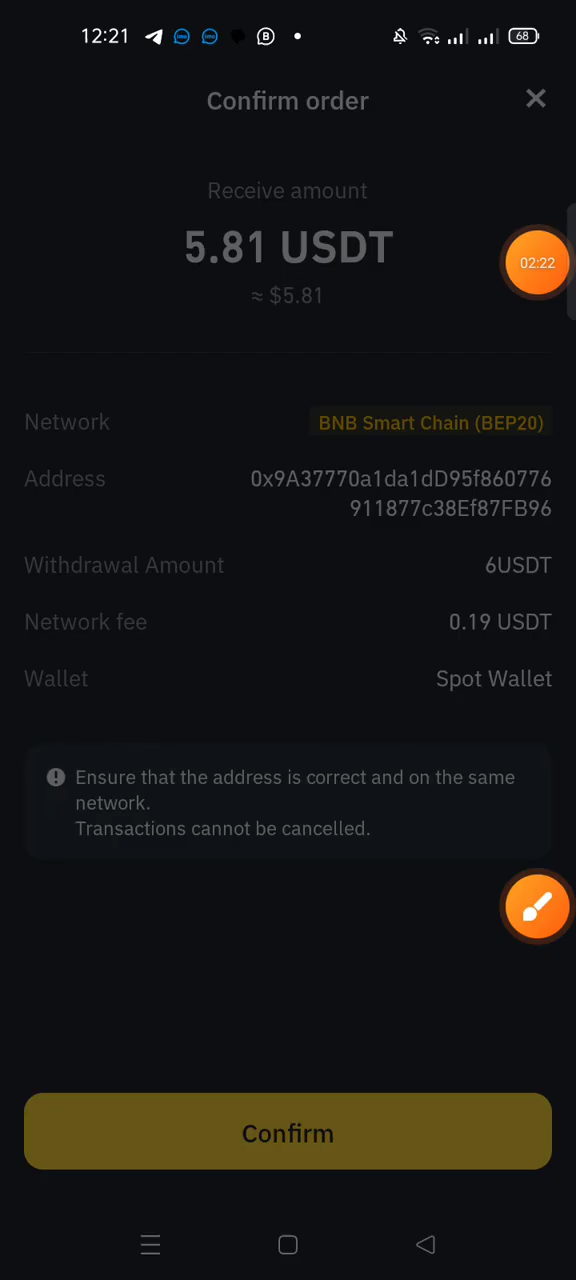 12:21
68
Confirm order
Receive amount
5.81 USDT
≈ $5.81
02:22
Network BNB Smart Chain (BEP20)
Address 0x9A37770a1da1dD95f860776
911877c38Ef87FB96
Withdrawal Amount 6USDT
Network fee 0.19 USDT
Wallet Spot Wallet
Ensure that the address is correct and on the same
network.
Transactions cannot be cancelled.
Confirm